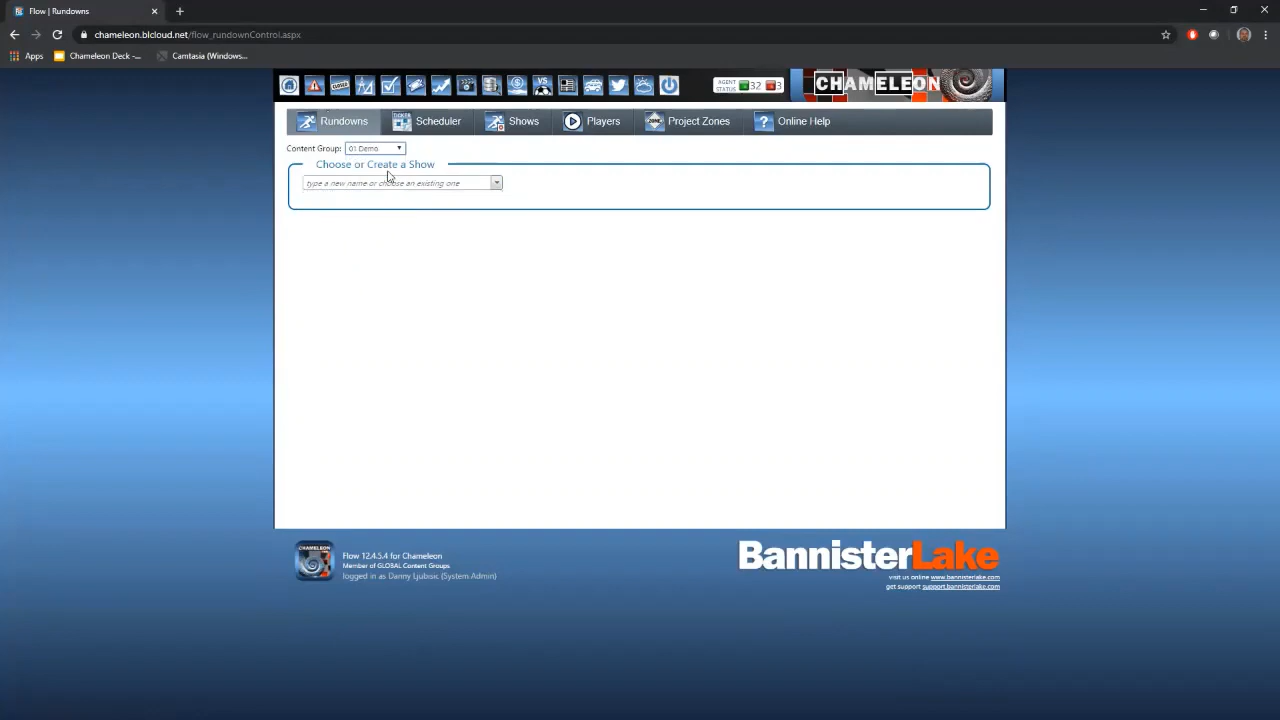 Flow | Rundowns
chameleon.blcloud.net/flow_rundownControl.aspx
Apps Chameleon Deck -... Camtasia (Windows...
AGENT STATUS 32 3
CHAMELEON
Rundowns Scheduler Shows Players Project Zones Online Help
Content Group: 01 Demo
Choose or Create a Show
type a new name or choose an existing one
Flow 12.4.5.4 for Chameleon
Member of GLOBAL Content Groups
logged in as Danny Ljubisic (System Admin)
BannisterLake
visit us online www.bannisterlake.com
get support support.bannisterlake.com